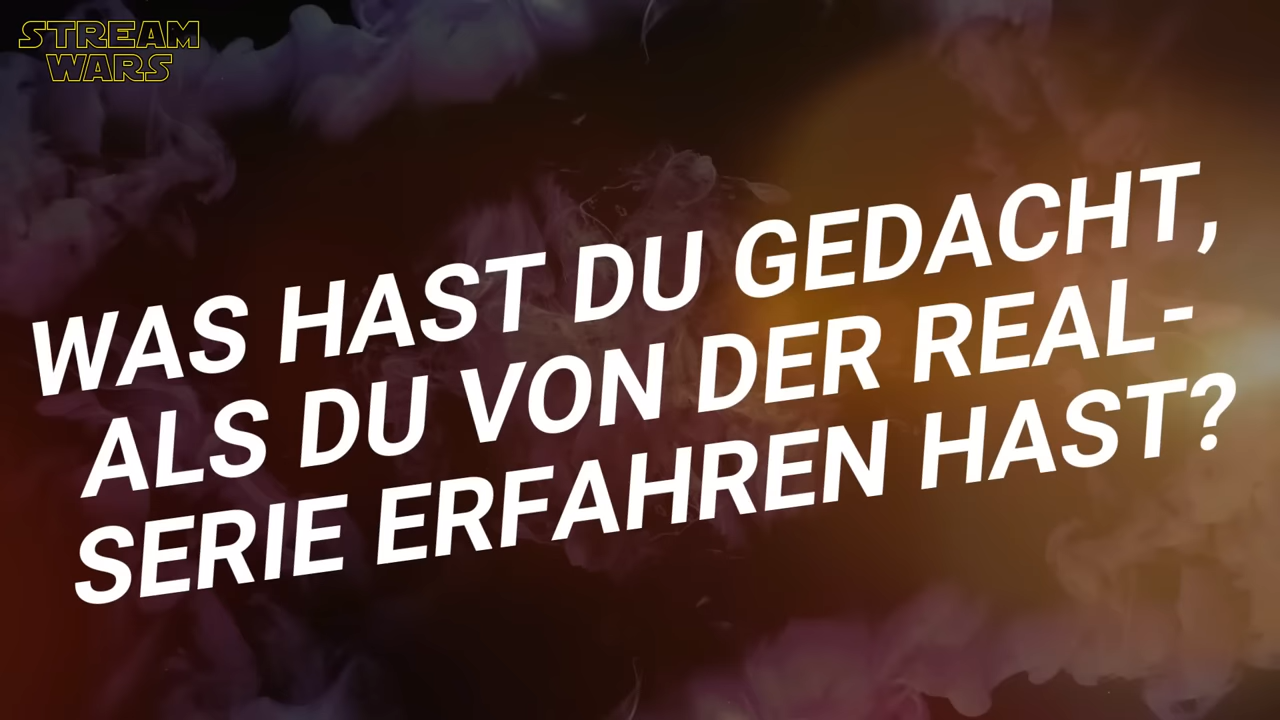 STREAM
WARS
WAS HAST DU GEDACHT,
ALS DU VON DER REAL-
SERIE ERFAHREN HAST?